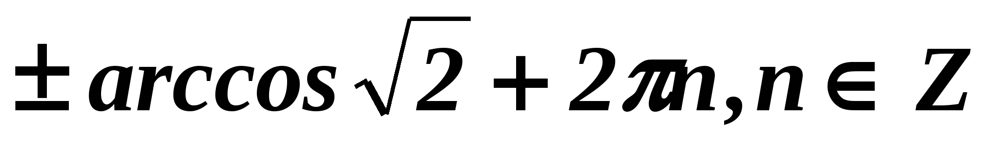 ± arccos √2 + 2πn, n ∈ Z